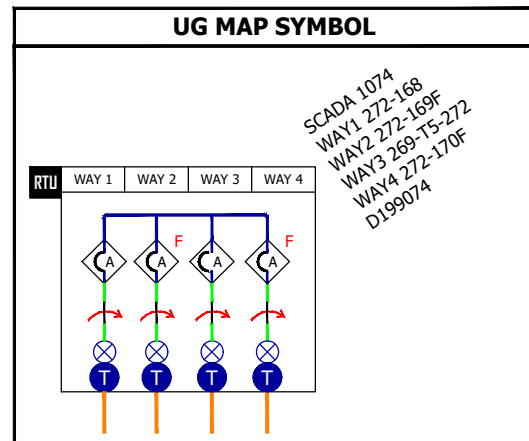 UG MAP SYMBOL
SCADA 1074
WAY1 272-168
WAY2 272-169F
WAY3 269-T5-272
WAY4 272-170F
D199074
RTU WAY 1 WAY 2 WAY 3 WAY 4
F F
A A A A
T T T T